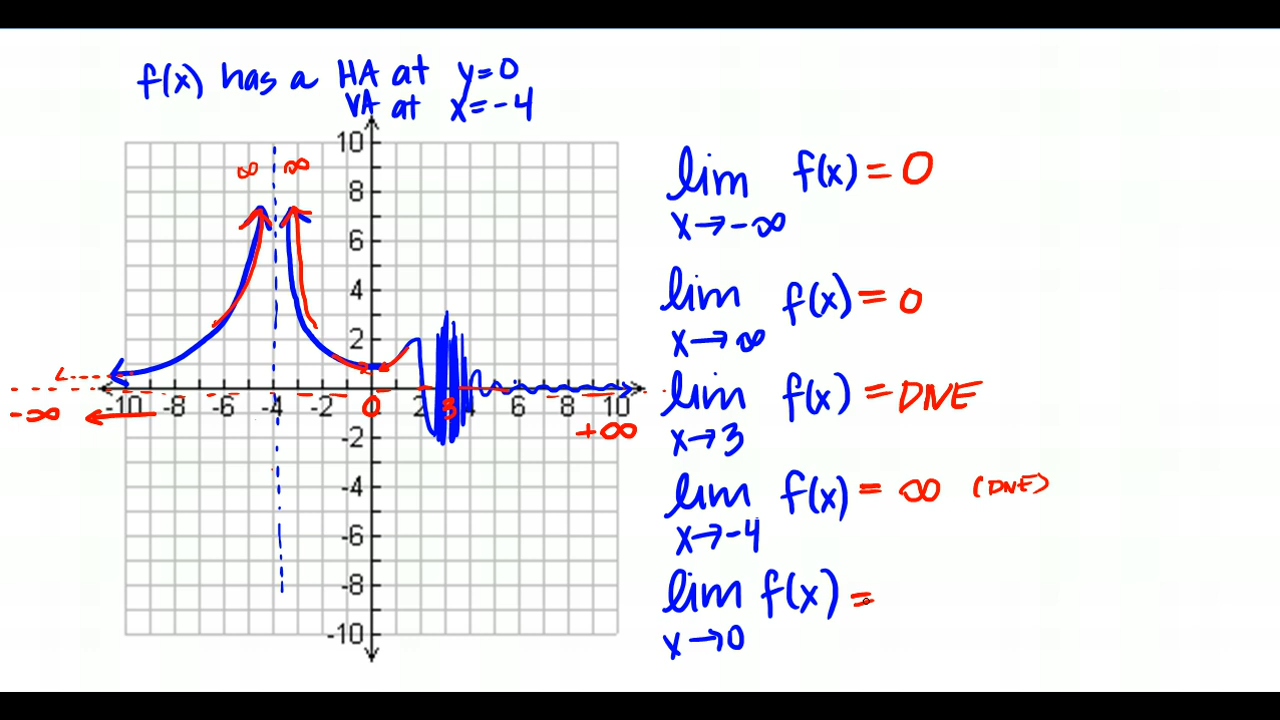 f(x) has a HA at y=0
VA at x=-4
∞ ∞
10
8
6
4
2
-10 -8 -6 -4 -2 0 2 3 4 6 8 10
-∞
+∞
-2
-4
-6
-8
-10
lim f(x) = 0
x→-∞
lim f(x) = 0
x→∞
lim f(x) = DNE
x→3
lim f(x) = ∞ (DNE)
x→-4
lim f(x) =
x→0